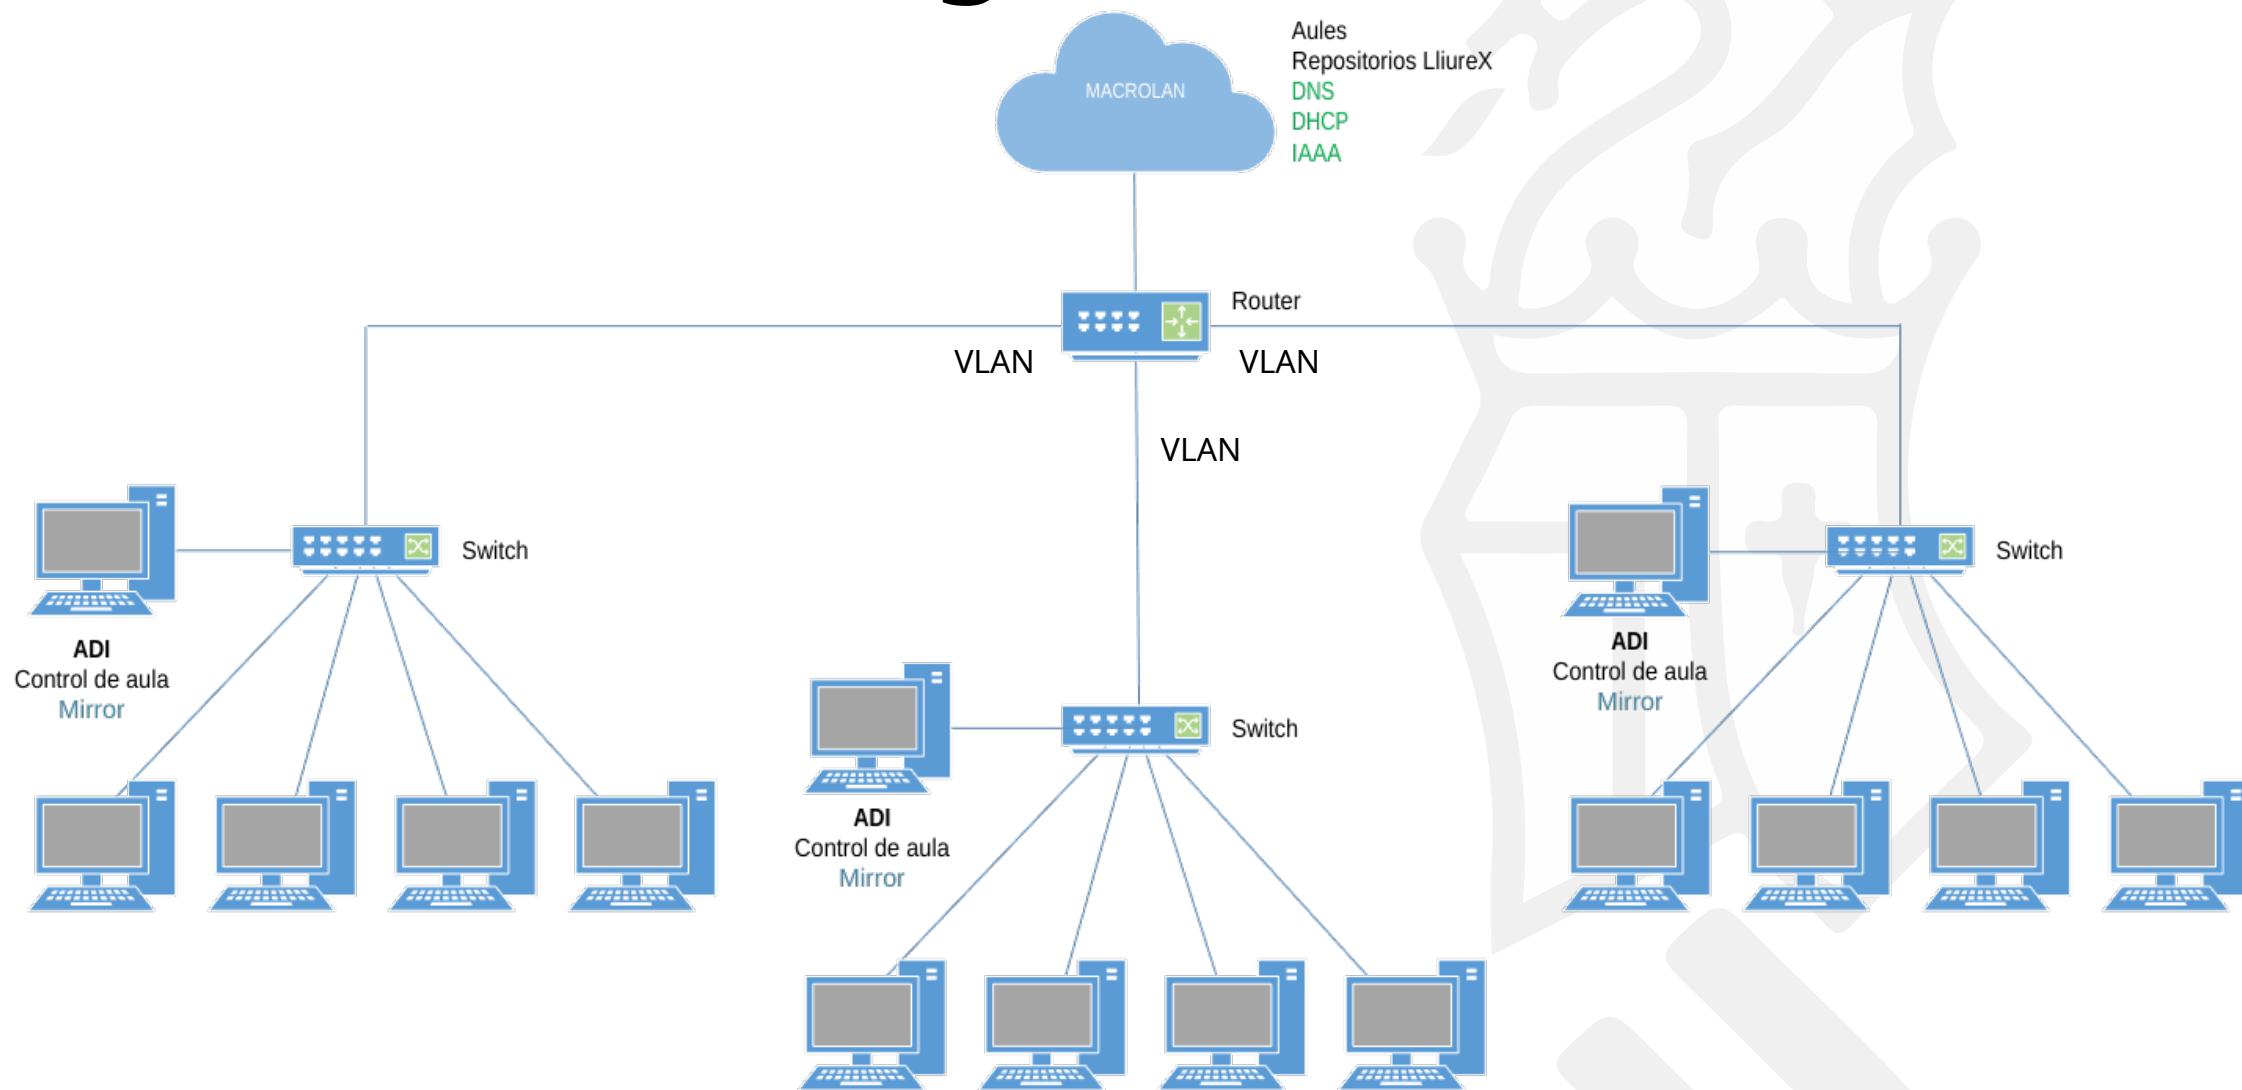 Aules
Repositorios LliureX
MACROLAN
DNS
DHCP
IAAA
Router
VLAN
VLAN
VLAN
Switch
Switch
ADI
Control de aula
Mirror
ADI
Control de aula
Mirror
Switch
ADI
Control de aula
Mirror